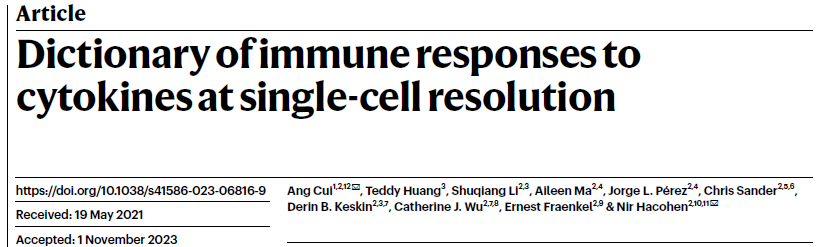 Article
Dictionary of immune responses to
cytokines at single-cell resolution
https://doi.org/10.1038/s41586-023-06816-9
Received: 19 May 2021
Accepted: 1 November 2023
Ang Cui1,2,12✉, Teddy Huang3, Shuqiang Li2,3, Aileen Ma2,4, Jorge L. Pérez2,4, Chris Sander2,5,6,
Derin B. Keskin2,3,7, Catherine J. Wu2,7,8, Ernest Fraenkel2,9 & Nir Hacohen2,10,11✉